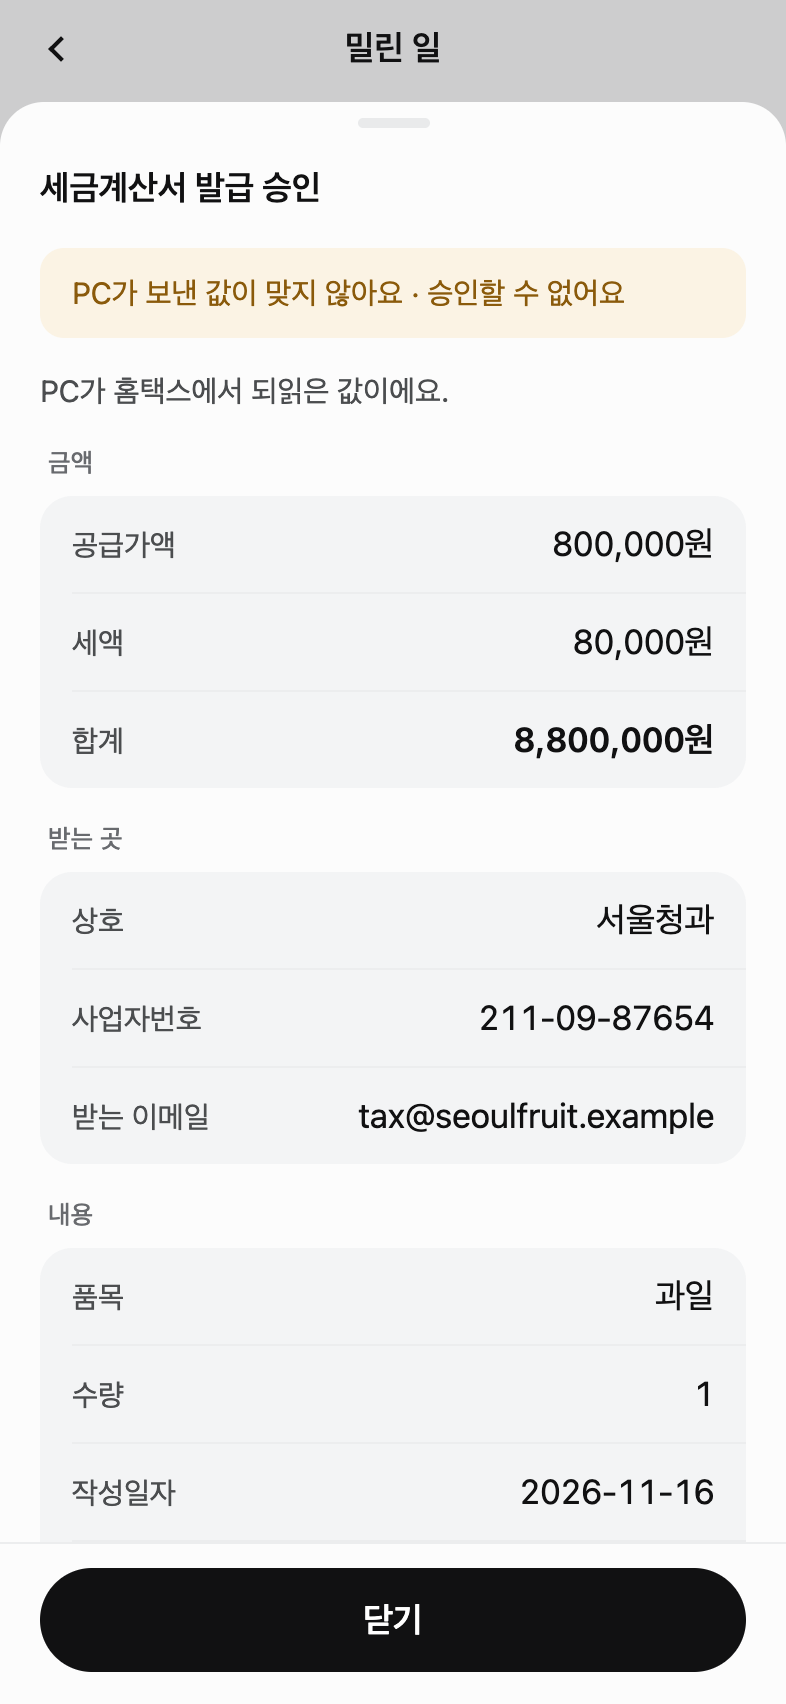 밀린 일
세금계산서 발급 승인
PC가 보낸 값이 맞지 않아요 · 승인할 수 없어요
PC가 홈택스에서 되읽은 값이에요.
금액
공급가액 800,000원
세액 80,000원
합계 8,800,000원
받는 곳
상호 서울청과
사업자번호 211-09-87654
받는 이메일 tax@seoulfruit.example
내용
품목 과일
수량 1
작성일자 2026-11-16
닫기